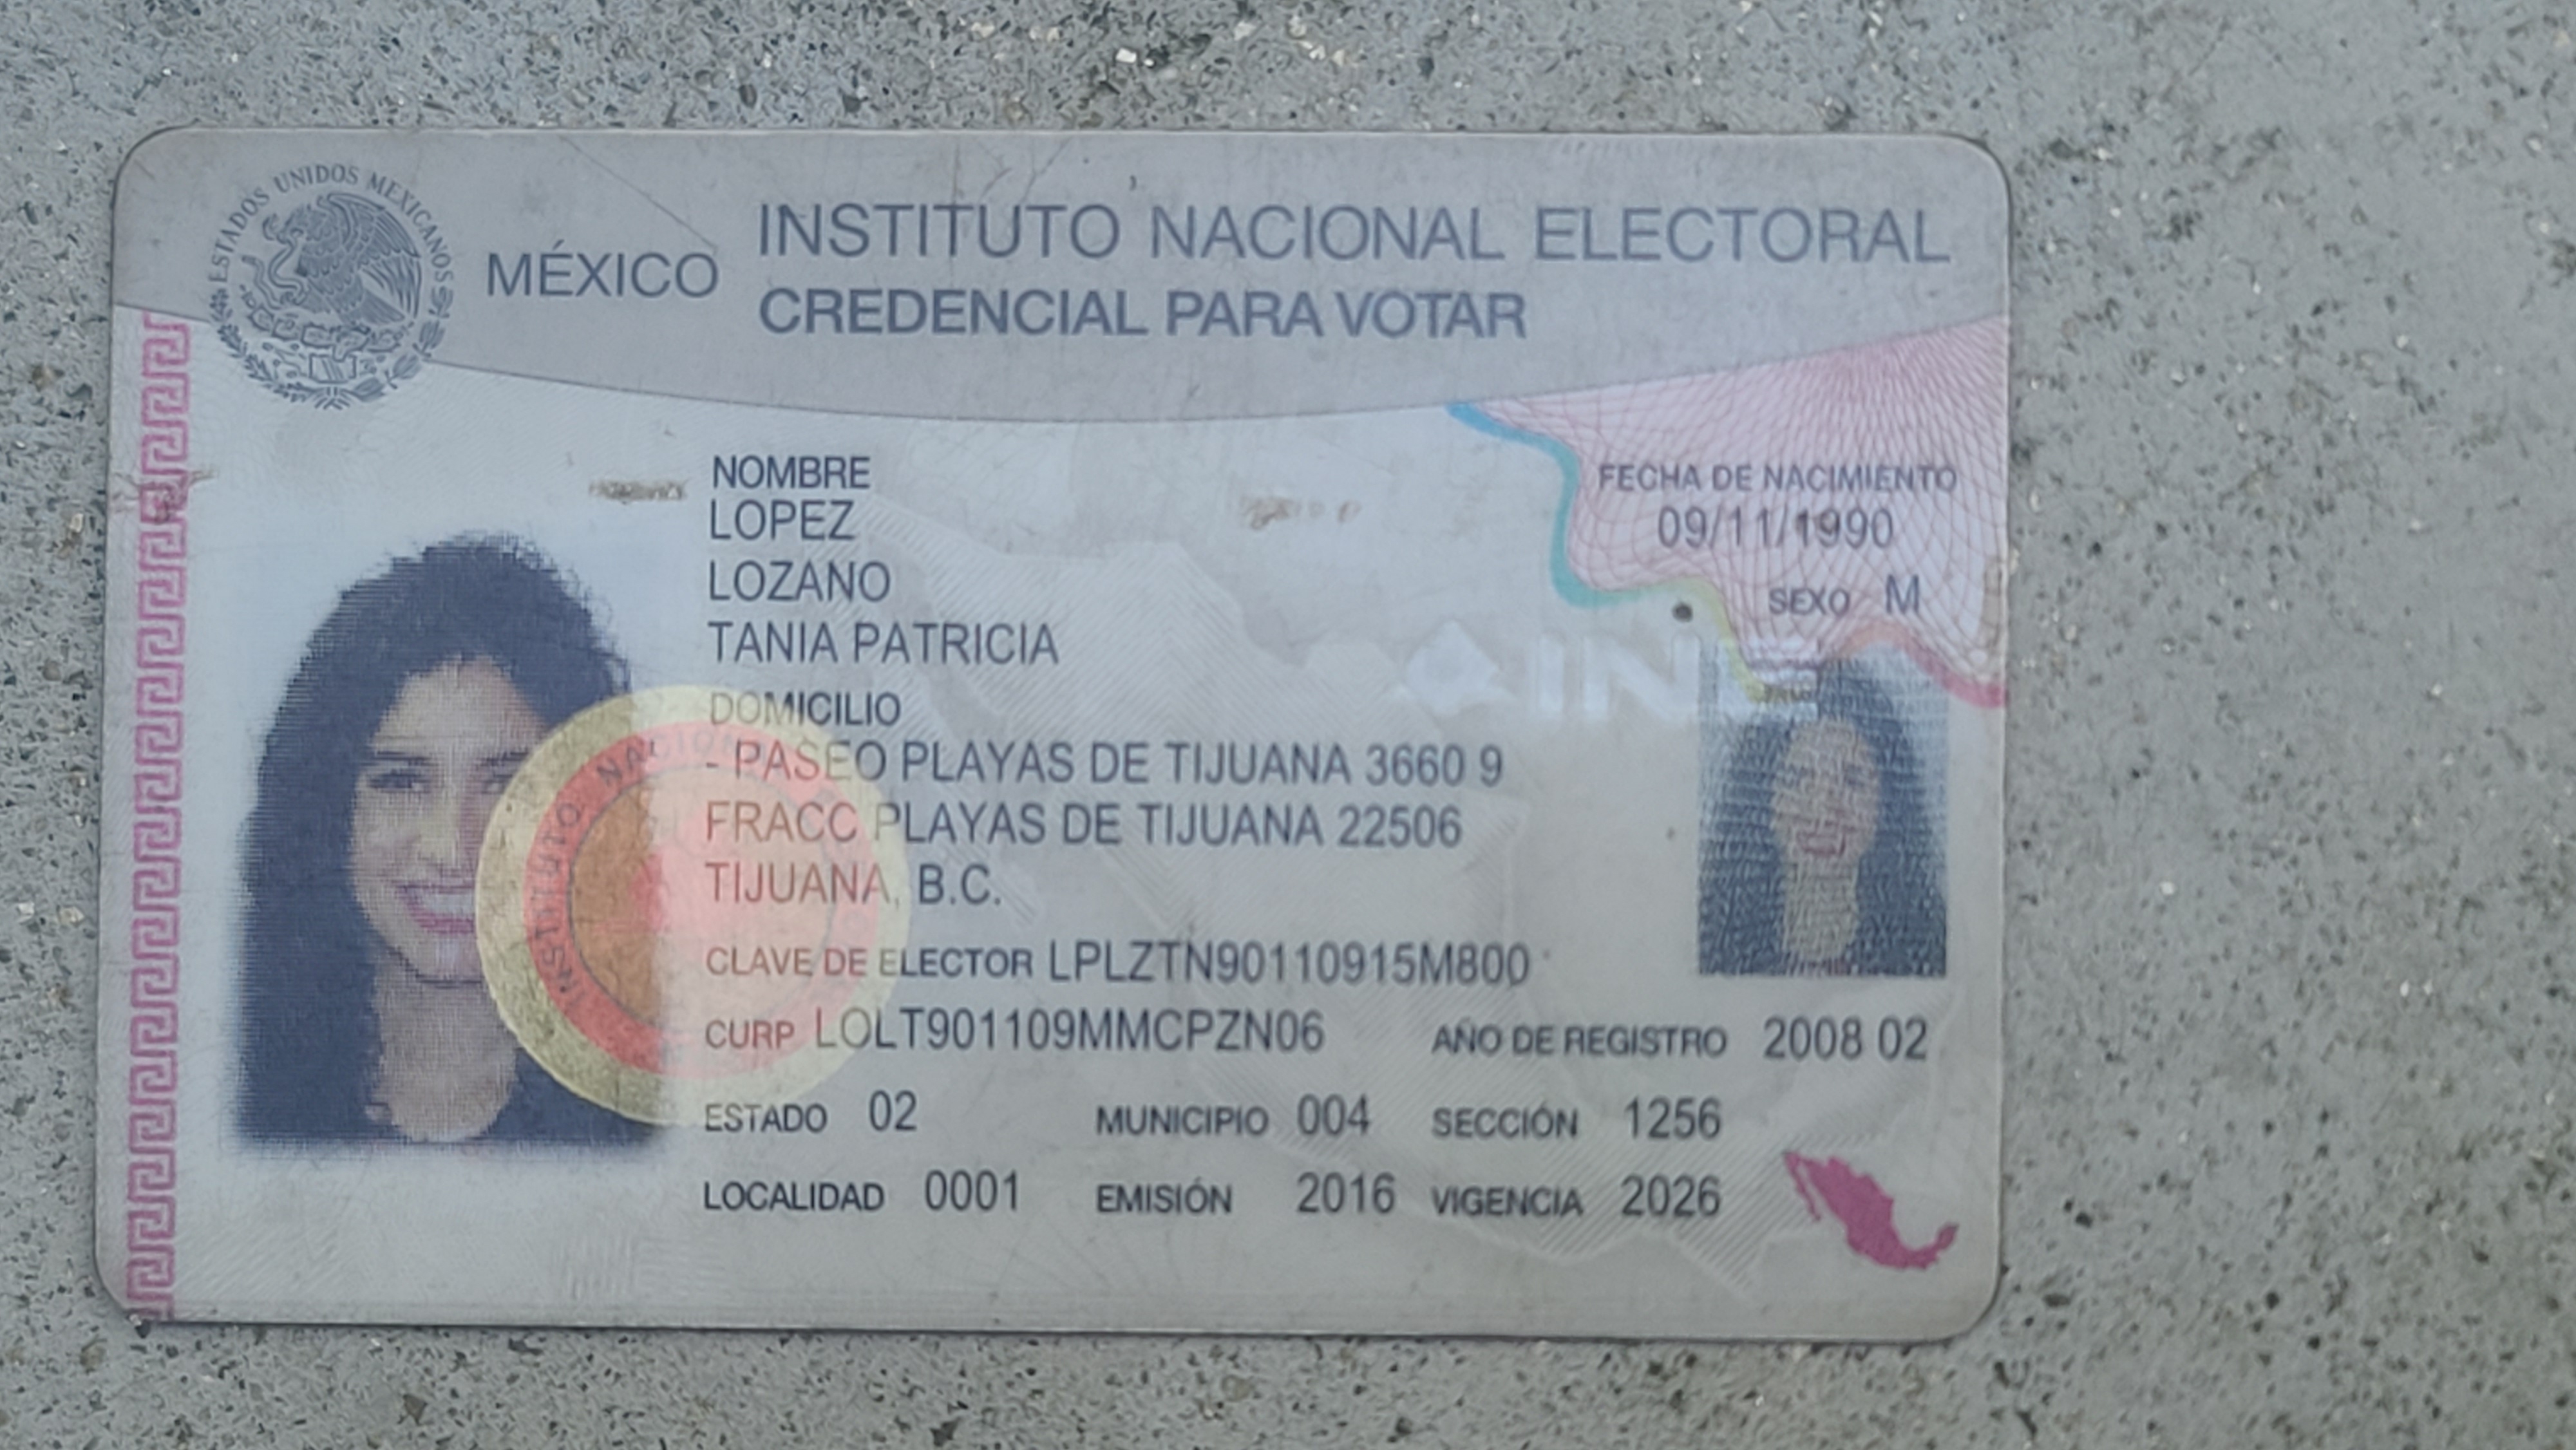 ESTADOS UNIDOS MEXICANOS
MÉXICO
INSTITUTO NACIONAL ELECTORAL
CREDENCIAL PARA VOTAR
NOMBRE
LOPEZ
LOZANO
TANIA PATRICIA
FECHA DE NACIMIENTO
09/11/1990
SEXO M
INE
DOMICILIO
- PASEO PLAYAS DE TIJUANA 3660 9
FRACC PLAYAS DE TIJUANA 22506
TIJUANA, B.C.
INSTITUTO NACIONAL
CLAVE DE ELECTOR LPLZTN90110915M800
CURP LOLT901109MMCPZN06 AÑO DE REGISTRO 2008 02
ESTADO 02 MUNICIPIO 004 SECCIÓN 1256
LOCALIDAD 0001 EMISIÓN 2016 VIGENCIA 2026